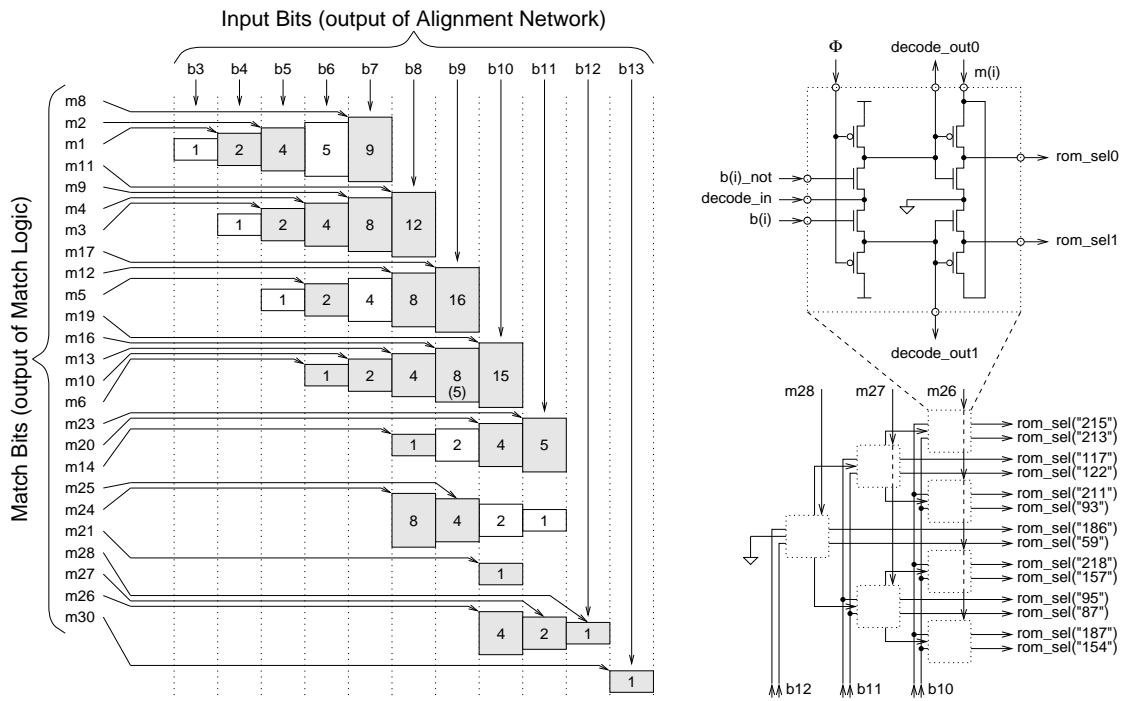 Input Bits (output of Alignment Network)
b3 b4 b5 b6 b7 b8 b9 b10 b11 b12 b13
Match Bits (output of Match Logic)
m8
m2
m1
m11
m9
m4
m3
m17
m12
m5
m19
m16
m13
m10
m6
m23
m20
m14
m25
m24
m21
m28
m27
m26
m30
1 2 4 5 9
1 2 4 8 12
1 2 4 8 16
1 2 4 8 15
(5)
1 2 4 5
8 4 2 1
1
4 2 1
1
Φ decode_out0
m(i)
rom_sel0
b(i)_not
decode_in
b(i)
rom_sel1
decode_out1
m28 m27 m26
rom_sel("215")
rom_sel("213")
rom_sel("117")
rom_sel("122")
rom_sel("211")
rom_sel("93")
rom_sel("186")
rom_sel("59")
rom_sel("218")
rom_sel("157")
rom_sel("95")
rom_sel("87")
rom_sel("187")
rom_sel("154")
b12 b11 b10